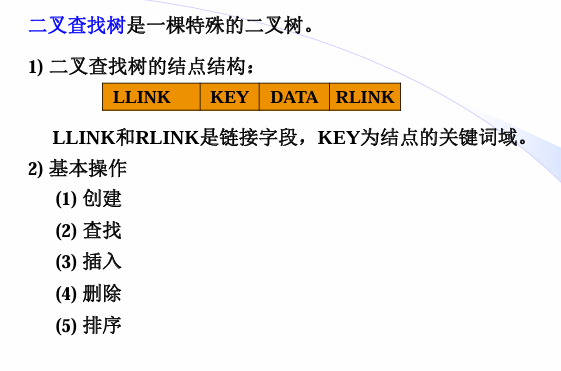 二叉查找树是一棵特殊的二叉树。
1) 二叉查找树的结点结构：
LLINK KEY DATA RLINK
LLINK和RLINK是链接字段，KEY为结点的关键词域。
2) 基本操作
(1) 创建
(2) 查找
(3) 插入
(4) 删除
(5) 排序